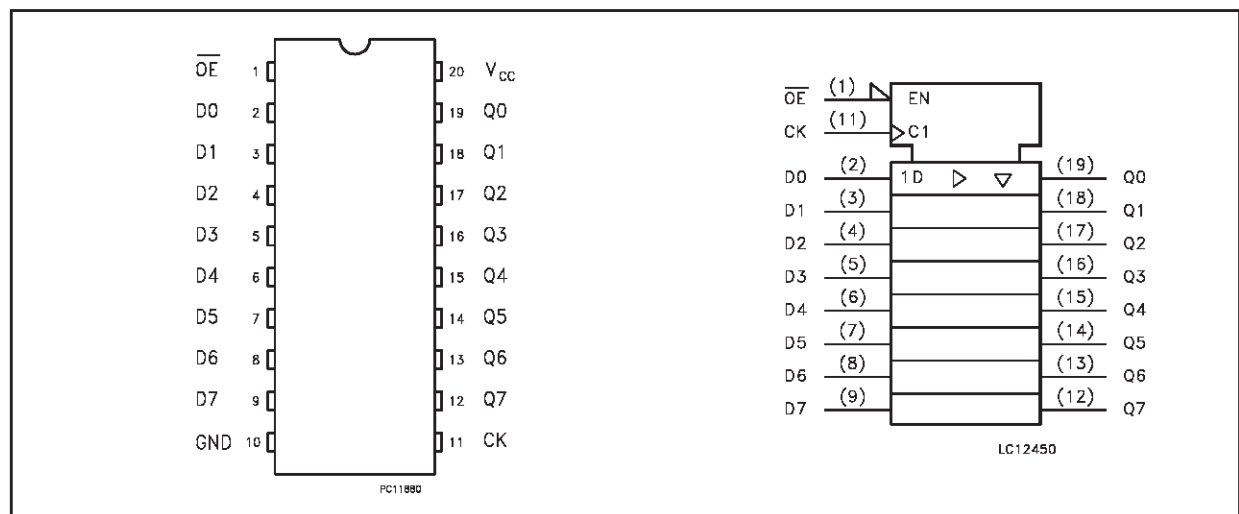 O̅E̅ 1 20 VCC
D0 2 19 Q0
D1 3 18 Q1
D2 4 17 Q2
D3 5 16 Q3
D4 6 15 Q4
D5 7 14 Q5
D6 8 13 Q6
D7 9 12 Q7
GND 10 11 CK
PC11880
O̅E̅ (1) EN
CK (11) C1
D0 (2) 1D (19) Q0
D1 (3) (18) Q1
D2 (4) (17) Q2
D3 (5) (16) Q3
D4 (6) (15) Q4
D5 (7) (14) Q5
D6 (8) (13) Q6
D7 (9) (12) Q7
LC12450